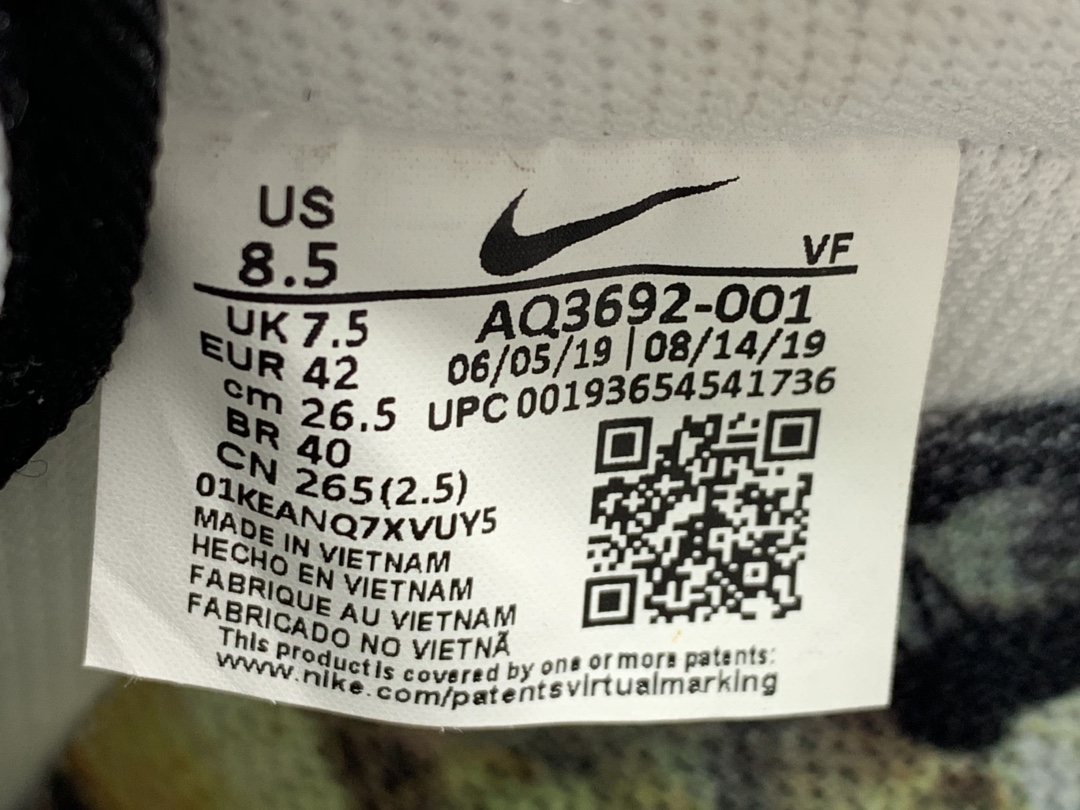 US
8.5
VF
UK 7.5
EUR 42
cm 26.5
BR 40
CN 265(2.5)
AQ3692-001
06/05/19 | 08/14/19
UPC 00193654541736
01KEANQ7XVUY5
MADE IN VIETNAM
HECHO EN VIETNAM
FABRIQUE AU VIETNAM
FABRICADO NO VIETNÃ
This product is covered by one or more patents:
www.nike.com/patentsvirtualmarking